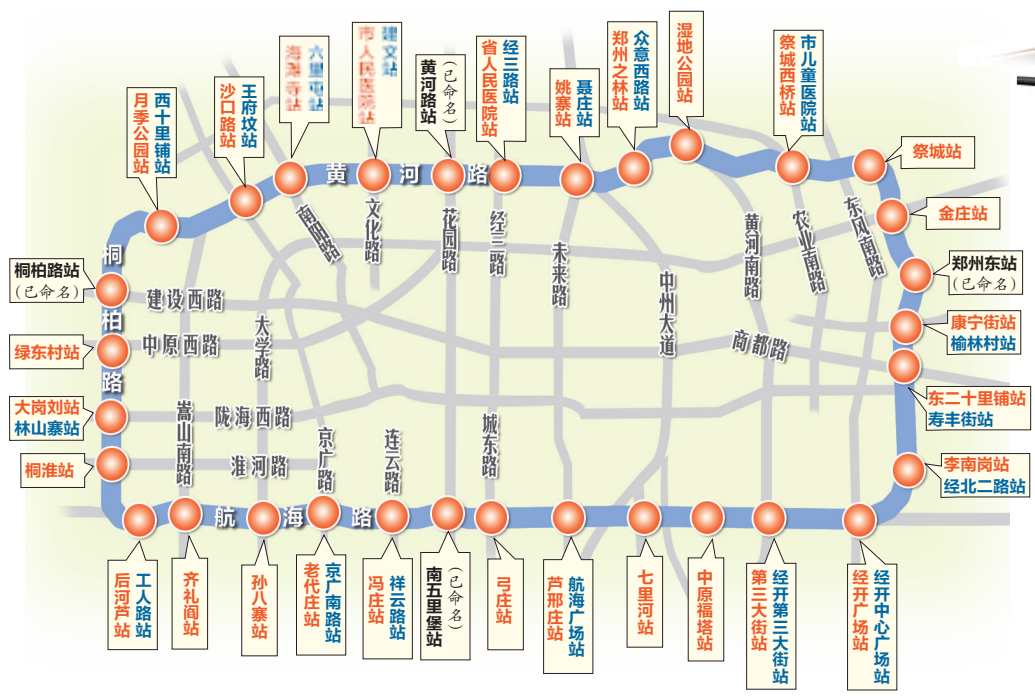 西十里铺站
月季公园站
王府坟站
沙口路站
六里屯站
海滩寺站
建文站
市人民医院站
黄河路站
(已命名)
经三路站
省人民医院站
聂庄站
姚寨站
众意西路站
郑州之林站
湿地公园站
市儿童医院站
祭城西桥站
祭城站
金庄站
郑州东站
(已命名)
康宁街站
榆林村站
东二十里铺站
寿丰街站
李南岗站
经北二路站
桐柏路站
(已命名)
绿东村站
大岗刘站
林山寨站
桐淮站
黄河路
桐柏路
航海路
南阳路
文化路
花园路
经三路
未来路
中州大道
黄河南路
农业南路
东风南路
建设西路
中原西路
大学路
商都路
嵩山南路
陇海西路
淮河路
京广路
连云路
城东路
工人路站
后河芦站
齐礼阎站
孙八寨站
京广南路站
老代庄站
祥云路站
冯庄站
(已命名)
南五里堡站
弓庄站
航海广场站
芦邢庄站
七里河站
中原福塔站
经开第三大街站
第三大街站
经开中心广场站
经开广场站